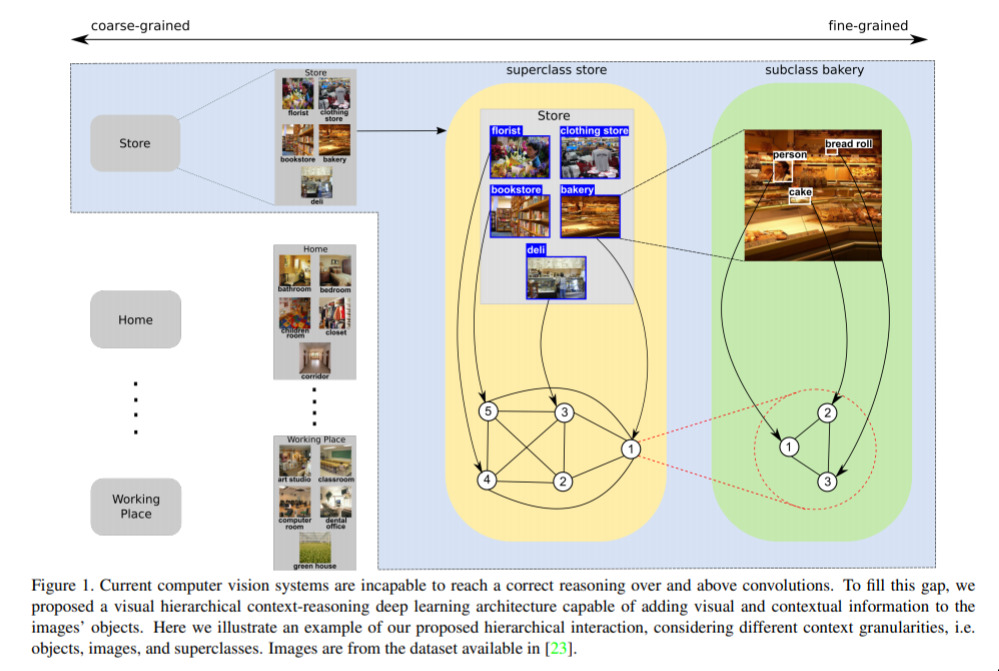 coarse-grained
fine-grained
superclass store
subclass bakery
Store
Store
florist
clothing
store
bookstore
bakery
deli
Store
florist
clothing store
bookstore
bakery
deli
person
bread roll
cake
Home
Home
bathroom
bedroom
children
room
closet
corridor
Working
Place
Working Place
art studio
classroom
computer
room
dental
office
green house
5
3
1
4
2
2
1
3
Figure 1. Current computer vision systems are incapable to reach a correct reasoning over and above convolutions. To fill this gap, we
proposed a visual hierarchical context-reasoning deep learning architecture capable of adding visual and contextual information to the
images' objects. Here we illustrate an example of our proposed hierarchical interaction, considering different context granularities, i.e.
objects, images, and superclasses. Images are from the dataset available in [23].